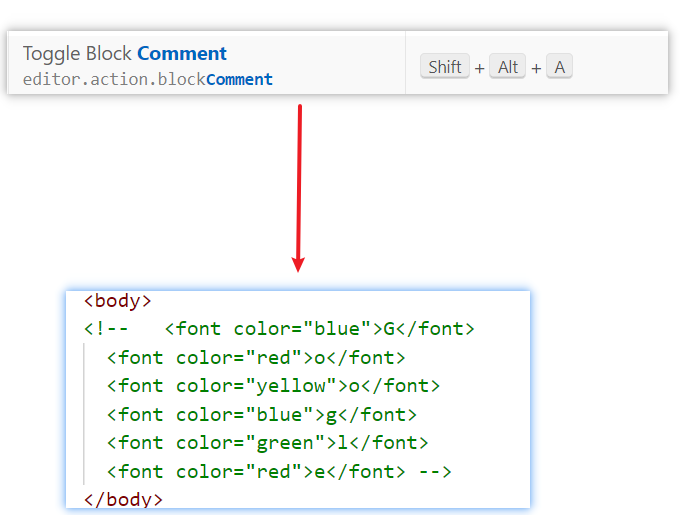 Toggle Block Comment
editor.action.blockComment
Shift + Alt + A
<body>
<!--   <font color="blue">G</font>
<font color="red">o</font>
<font color="yellow">o</font>
<font color="blue">g</font>
<font color="green">l</font>
<font color="red">e</font> -->
</body>